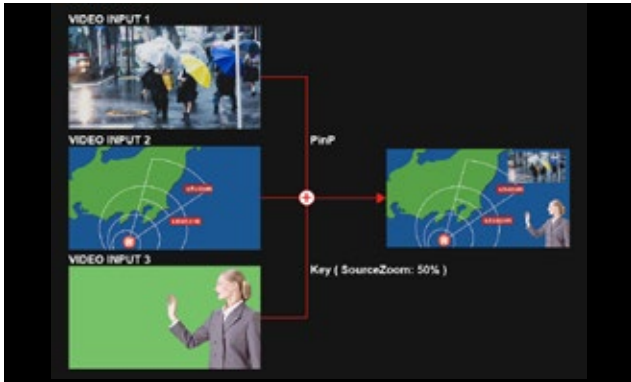 VIDEO INPUT 1
VIDEO INPUT 2
PinP
VIDEO INPUT 3
Key ( SourceZoom: 50% )